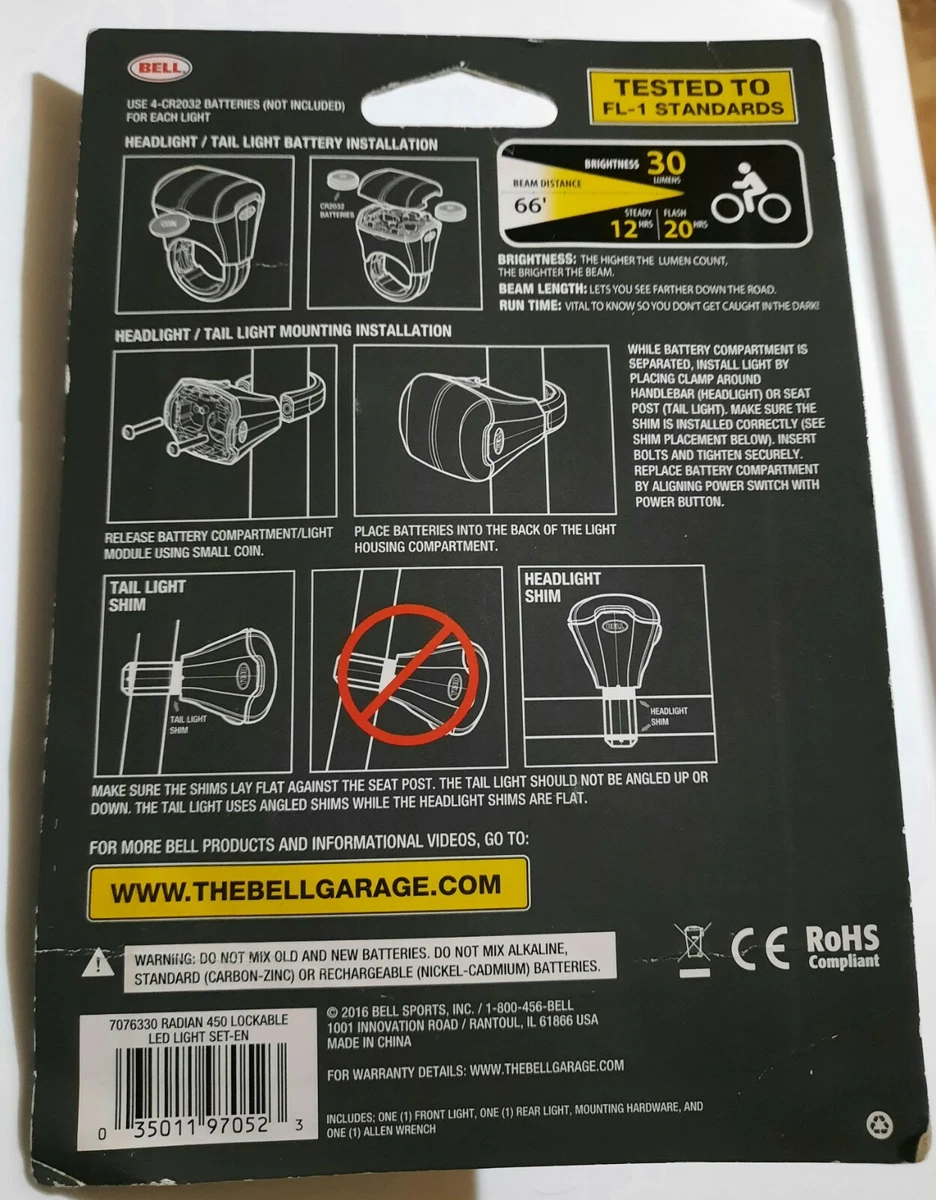 BELL
USE 4-CR2032 BATTERIES (NOT INCLUDED)
FOR EACH LIGHT
TESTED TO
FL-1 STANDARDS
HEADLIGHT / TAIL LIGHT BATTERY INSTALLATION
COIN
CR2032
BATTERIES
BRIGHTNESS 30
LUMENS
BEAM DISTANCE
66'
STEADY
12 HRS
FLASH
20 HRS
BRIGHTNESS: THE HIGHER THE LUMEN COUNT,
THE BRIGHTER THE BEAM.
BEAM LENGTH: LETS YOU SEE FARTHER DOWN THE ROAD.
RUN TIME: VITAL TO KNOW, SO YOU DON'T GET CAUGHT IN THE DARK!
HEADLIGHT / TAIL LIGHT MOUNTING INSTALLATION
BELL
BELL
WHILE BATTERY COMPARTMENT IS
SEPARATED, INSTALL LIGHT BY
PLACING CLAMP AROUND
HANDLEBAR (HEADLIGHT) OR SEAT
POST (TAIL LIGHT). MAKE SURE THE
SHIM IS INSTALLED CORRECTLY (SEE
SHIM PLACEMENT BELOW). INSERT
BOLTS AND TIGHTEN SECURELY.
REPLACE BATTERY COMPARTMENT
BY ALIGNING POWER SWITCH WITH
POWER BUTTON.
RELEASE BATTERY COMPARTMENT/LIGHT
MODULE USING SMALL COIN.
PLACE BATTERIES INTO THE BACK OF THE LIGHT
HOUSING COMPARTMENT.
TAIL LIGHT
SHIM
BELL
TAIL LIGHT
SHIM
BELL
HEADLIGHT
SHIM
BELL
HEADLIGHT
SHIM
MAKE SURE THE SHIMS LAY FLAT AGAINST THE SEAT POST. THE TAIL LIGHT SHOULD NOT BE ANGLED UP OR
DOWN. THE TAIL LIGHT USES ANGLED SHIMS WHILE THE HEADLIGHT SHIMS ARE FLAT.
FOR MORE BELL PRODUCTS AND INFORMATIONAL VIDEOS, GO TO:
WWW.THEBELLGARAGE.COM
WARNING: DO NOT MIX OLD AND NEW BATTERIES. DO NOT MIX ALKALINE,
STANDARD (CARBON-ZINC) OR RECHARGEABLE (NICKEL-CADMIUM) BATTERIES.
CE
RoHS
Compliant
7076330 RADIAN 450 LOCKABLE
LED LIGHT SET-EN
0 35011 97052 3
© 2016 BELL SPORTS, INC. / 1-800-456-BELL
1001 INNOVATION ROAD / RANTOUL, IL 61866 USA
MADE IN CHINA
FOR WARRANTY DETAILS: WWW.THEBELLGARAGE.COM
INCLUDES; ONE (1) FRONT LIGHT, ONE (1) REAR LIGHT, MOUNTING HARDWARE, AND
ONE (1) ALLEN WRENCH